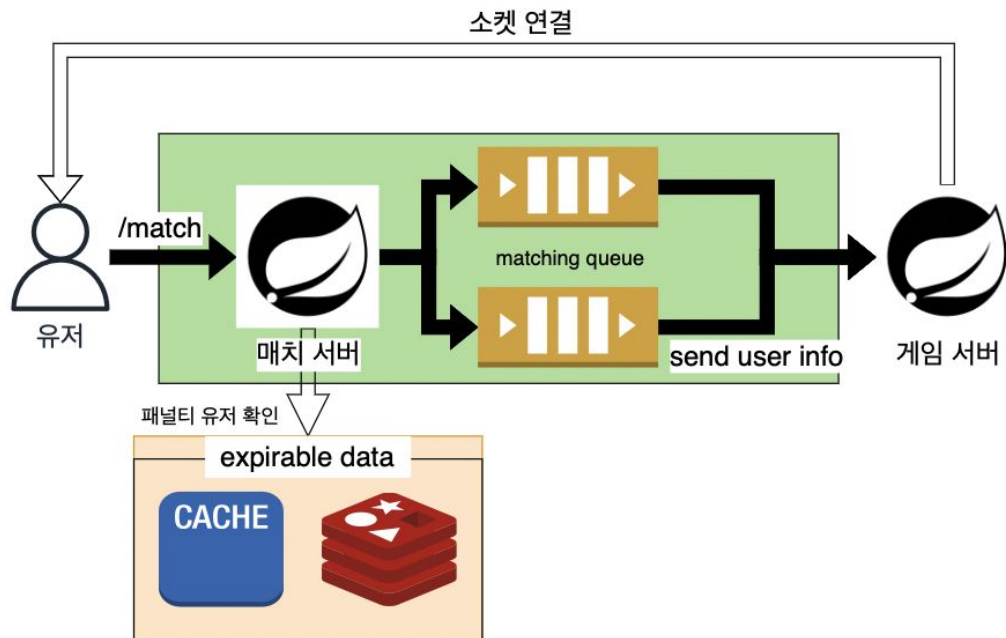 소켓 연결
/match
matching queue
유저
매치 서버
send user info
게임 서버
패널티 유저 확인
expirable data
CACHE